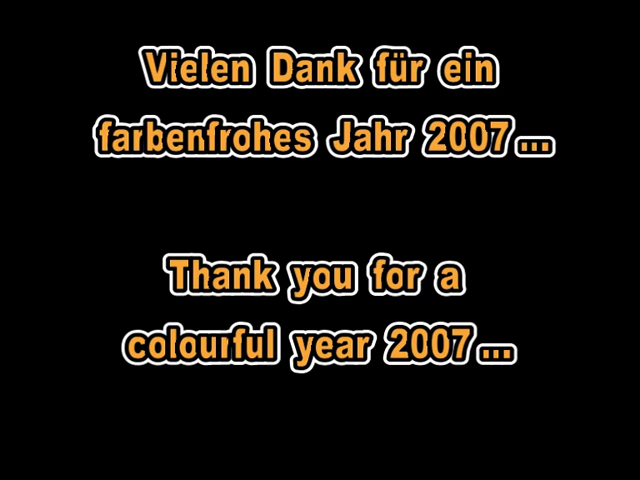 Vielen Dank für ein
farbenfrohes Jahr 2007...
Thank you for a
colourful year 2007...